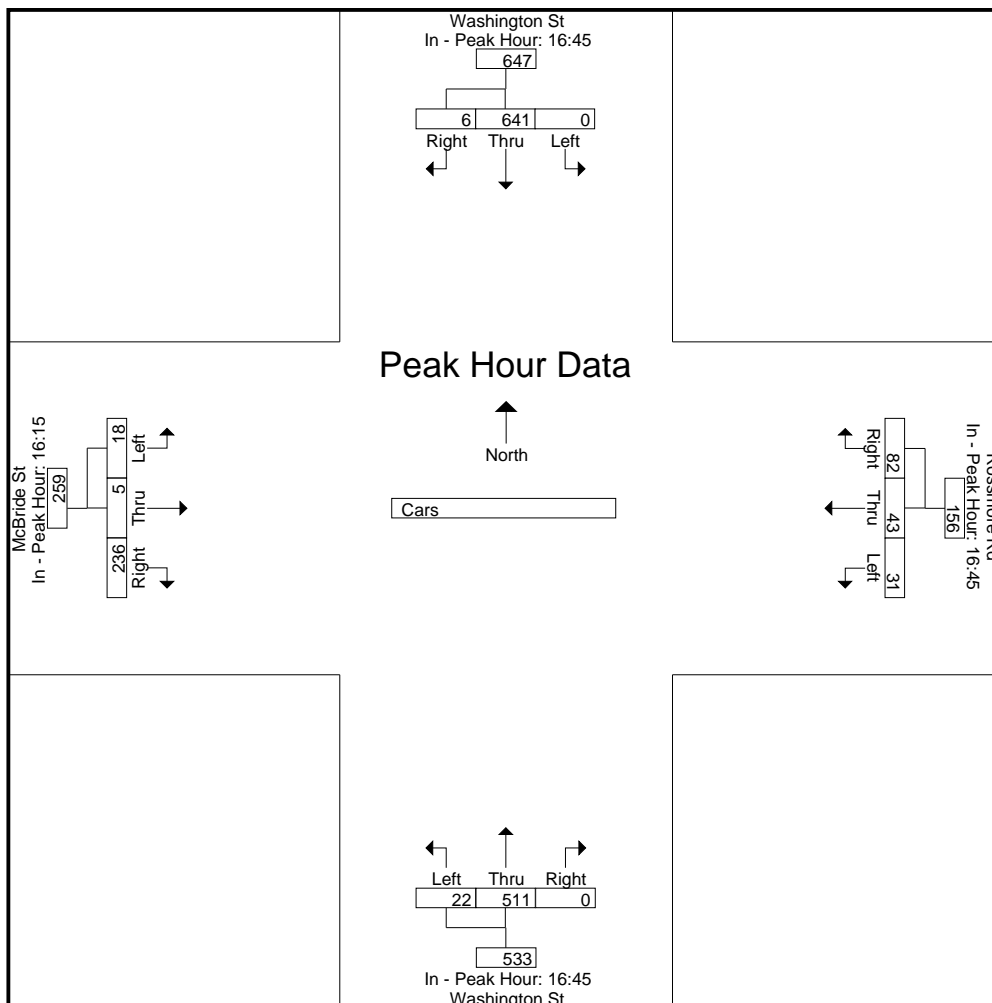 Washington St
In - Peak Hour: 16:45
647
6 641 0
Right Thru Left
Peak Hour Data
North
Cars
McBride St
In - Peak Hour: 16:15
259
18 5 236
Left Thru Right
Rossmore Rd
In - Peak Hour: 16:45
156
82 43 31
Right Thru Left
Left Thru Right
22 511 0
533
In - Peak Hour: 16:45
Washington St